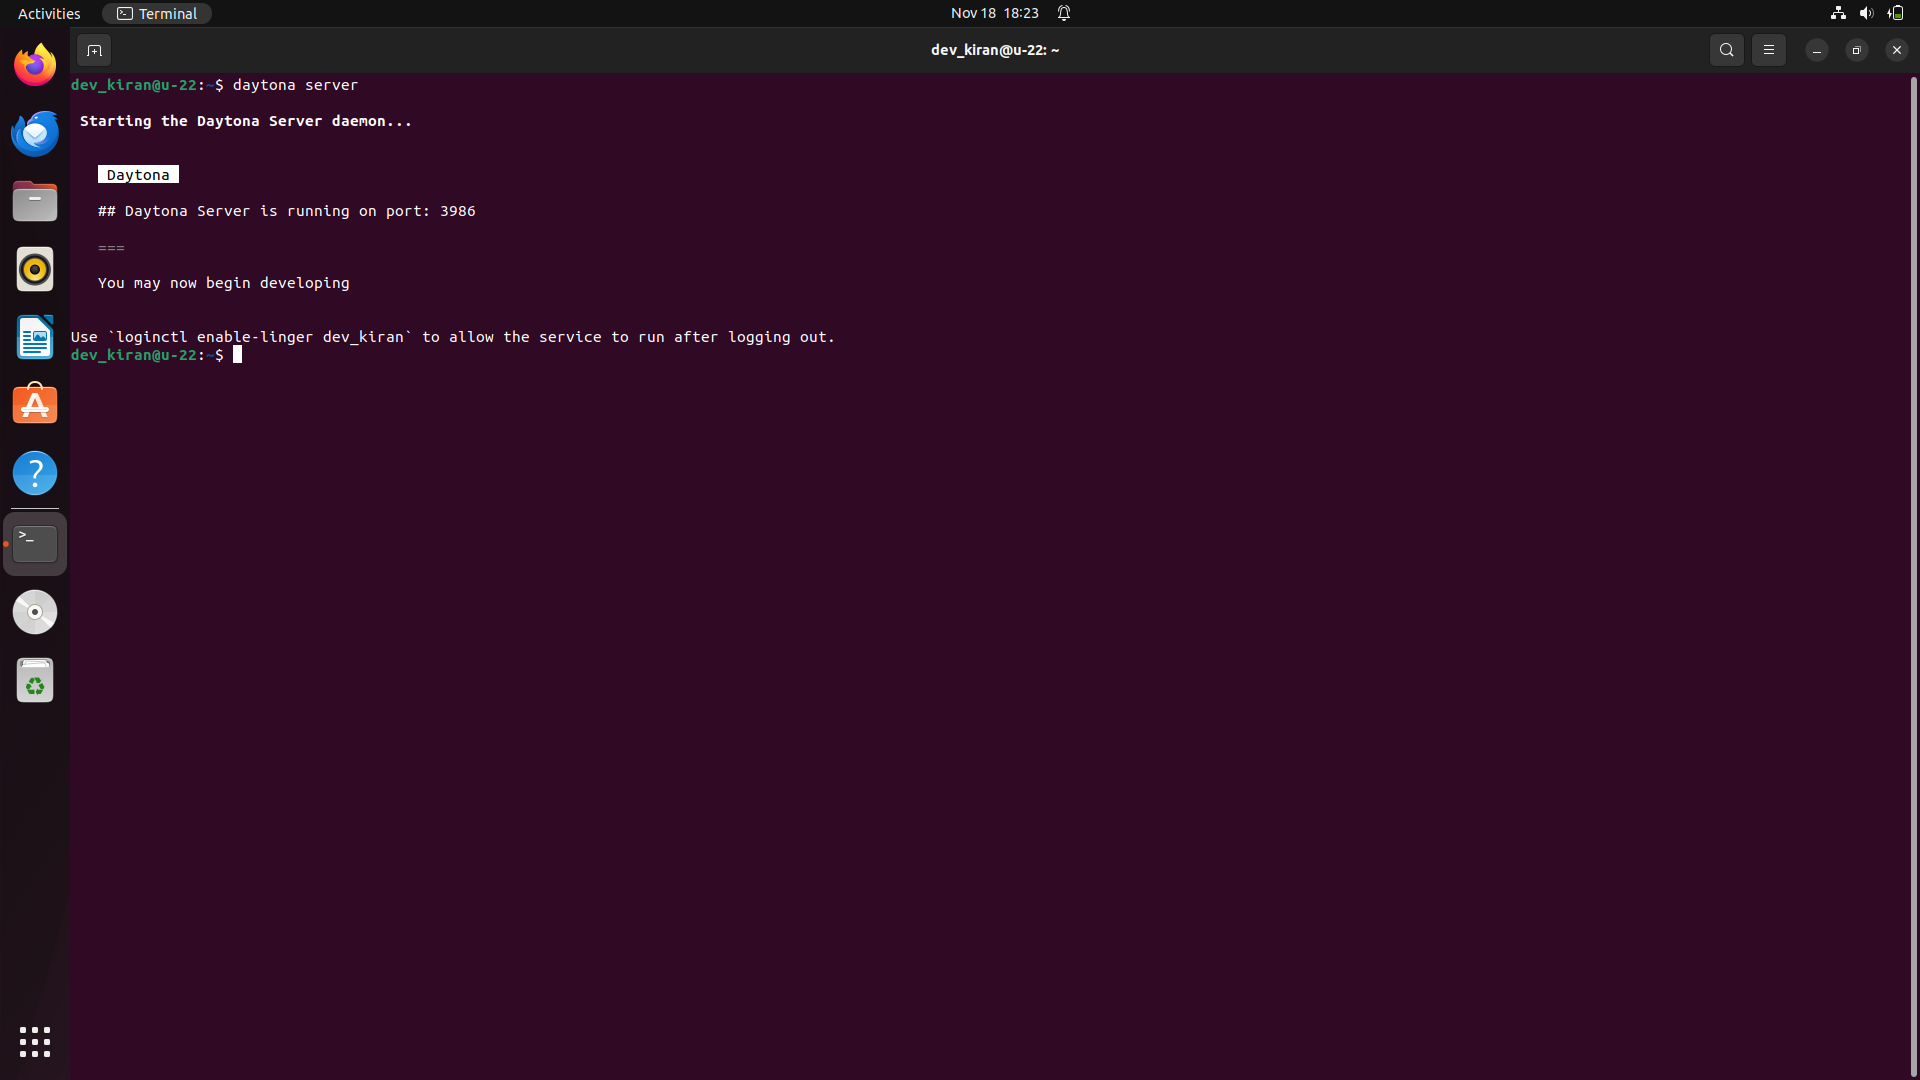 Activities
Terminal
Nov 18 18:23
dev_kiran@u-22: ~
dev_kiran@u-22:~$ daytona server
Starting the Daytona Server daemon...
Daytona
## Daytona Server is running on port: 3986
===
You may now begin developing
Use `loginctl enable-linger dev_kiran` to allow the service to run after logging out.
dev_kiran@u-22:~$